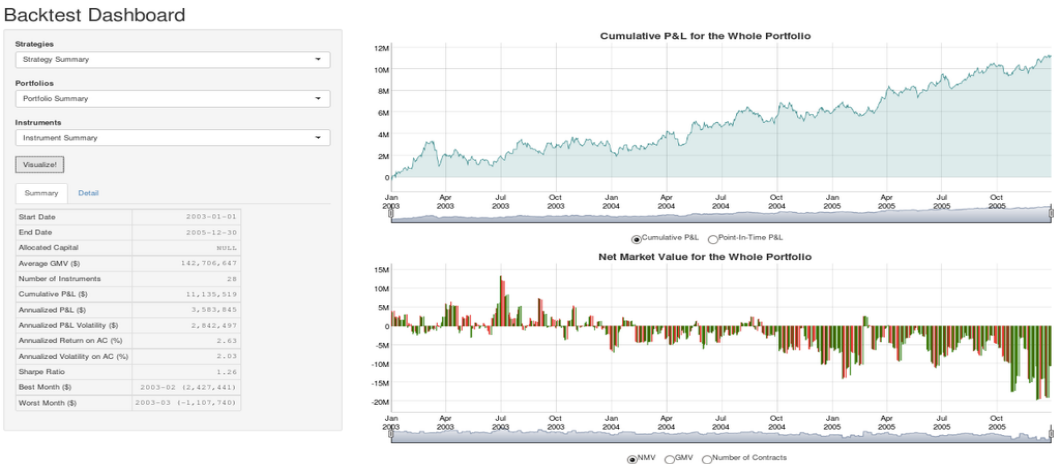 Backtest Dashboard
Strategies
Strategy Summary
Portfolios
Portfolio Summary
Instruments
Instrument Summary
Visualize!
Summary Detail
Start Date 2003-01-01
End Date 2005-12-30
Allocated Capital NULL
Average GMV ($) 142,706,647
Number of Instruments 28
Cumulative P&L ($) 11,135,519
Annualized P&L ($) 3,583,845
Annualized P&L Volatility ($) 2,842,497
Annualized Return on AC (%) 2.63
Annualized Volatility on AC (%) 2.03
Sharpe Ratio 1.26
Best Month ($) 2003-02 (2,427,441)
Worst Month ($) 2003-03 (-1,107,740)
Cumulative P&L for the Whole Portfolio
12M
10M
8M
6M
4M
2M
0
Jan Apr Jul Oct Jan Apr Jul Oct Jan Apr Jul Oct
2003 2003 2003 2003 2004 2004 2004 2004 2005 2005 2005 2005
Cumulative P&L Point-In-Time P&L
Net Market Value for the Whole Portfolio
15M
10M
5M
0
-5M
-10M
-15M
-20M
Jan Apr Jul Oct Jan Apr Jul Oct Jan Apr Jul Oct
2003 2003 2003 2003 2004 2004 2004 2004 2005 2005 2005 2005
NMV GMV Number of Contracts